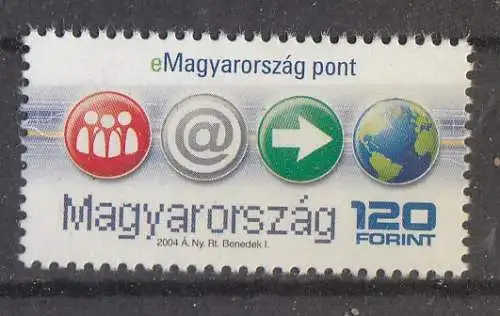 eMagyarország pont
@
Magyarország 120
FORINT
2004 Á. Ny. Rt. Benedek I.